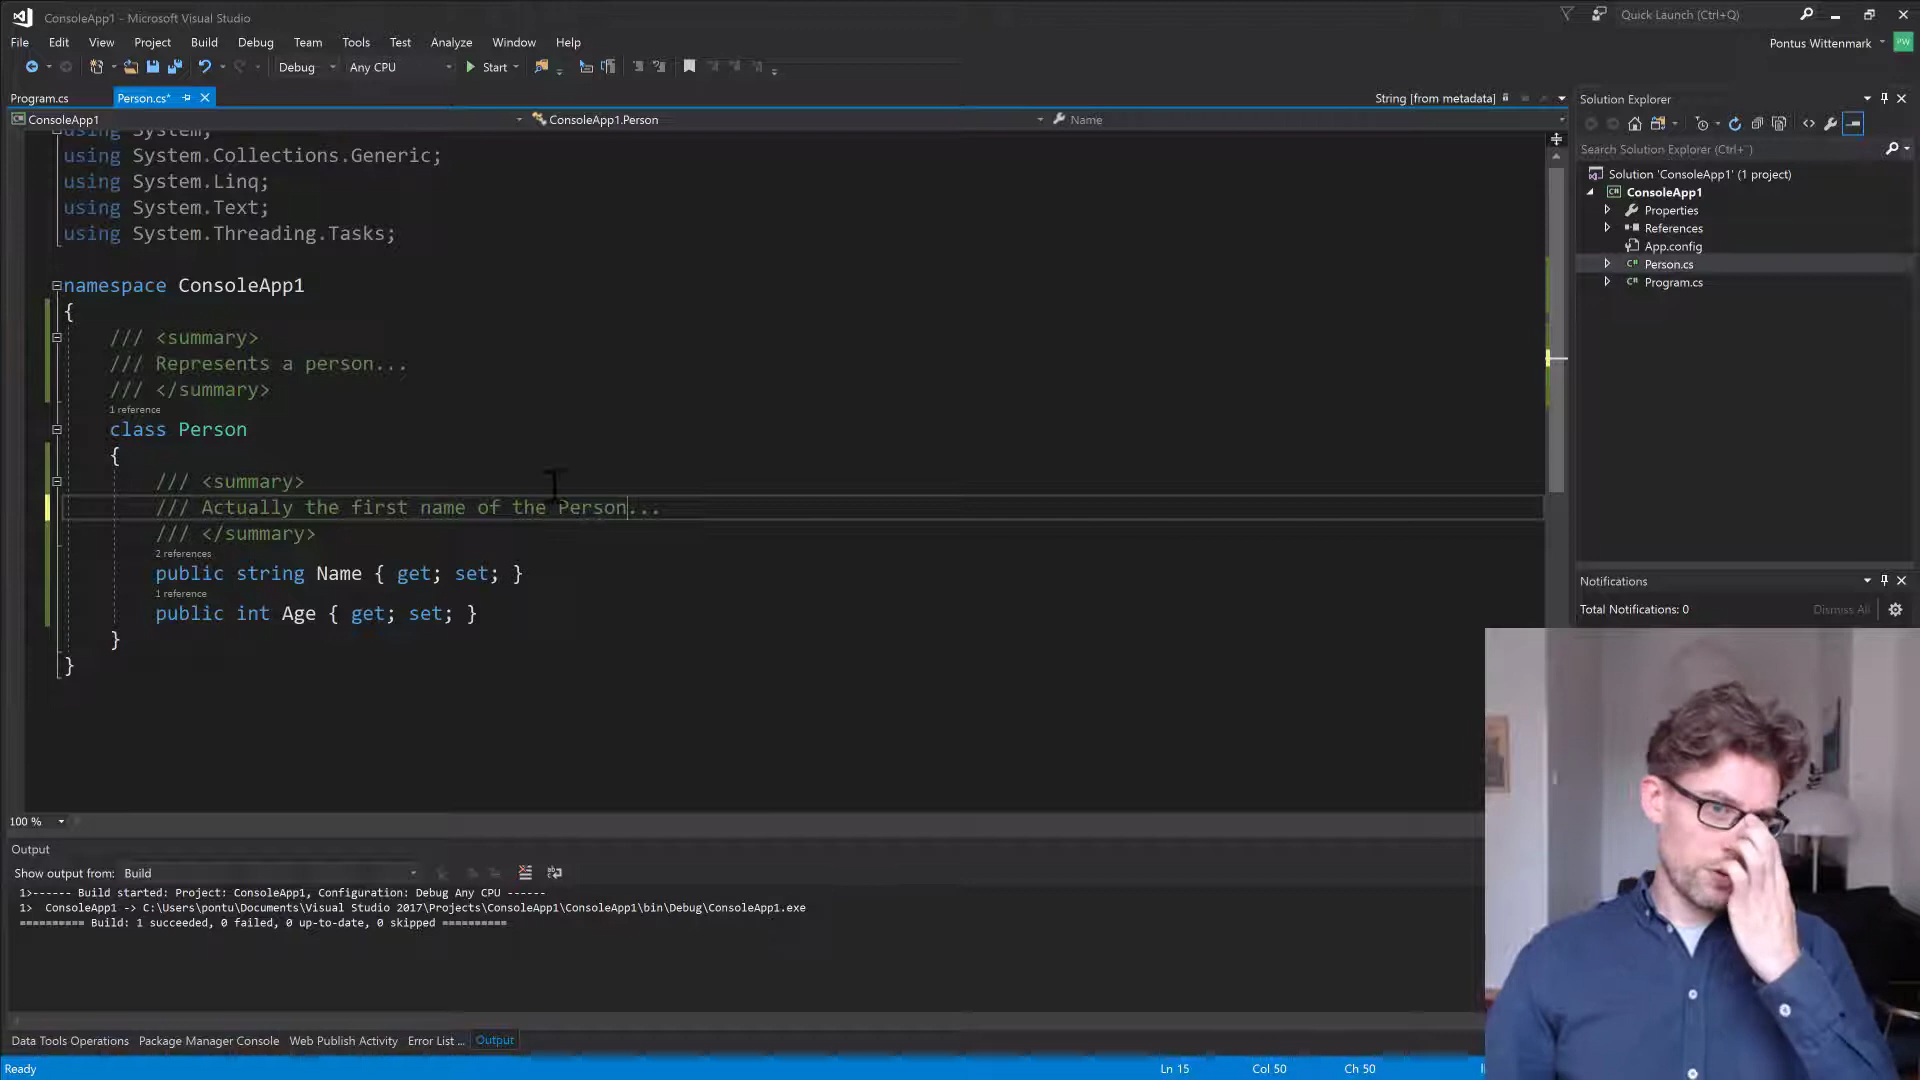 ConsoleApp1 - Microsoft Visual Studio
Quick Launch (Ctrl+Q)
File Edit View Project Build Debug Team Tools Test Analyze Window Help
Pontus Wittenmark
PW
Debug Any CPU Start
Program.cs Person.cs* String [from metadata]
ConsoleApp1 ConsoleApp1.Person Name
using System;
using System.Collections.Generic;
using System.Linq;
using System.Text;
using System.Threading.Tasks;
namespace ConsoleApp1
{
/// <summary>
/// Represents a person...
/// </summary>
1 reference
class Person
{
/// <summary>
/// Actually the first name of the Person...
/// </summary>
2 references
public string Name { get; set; }
1 reference
public int Age { get; set; }
}
}
100 %
Solution Explorer
Search Solution Explorer (Ctrl+¨)
Solution 'ConsoleApp1' (1 project)
ConsoleApp1
Properties
References
App.config
Person.cs
Program.cs
Notifications
Total Notifications: 0 Dismiss All
Output
Show output from: Build
1>------ Build started: Project: ConsoleApp1, Configuration: Debug Any CPU ------
1>  ConsoleApp1 -> C:\Users\pontu\Documents\Visual Studio 2017\Projects\ConsoleApp1\ConsoleApp1\bin\Debug\ConsoleApp1.exe
========== Build: 1 succeeded, 0 failed, 0 up-to-date, 0 skipped ==========
Data Tools Operations Package Manager Console Web Publish Activity Error List ... Output
Ready Ln 15 Col 50 Ch 50